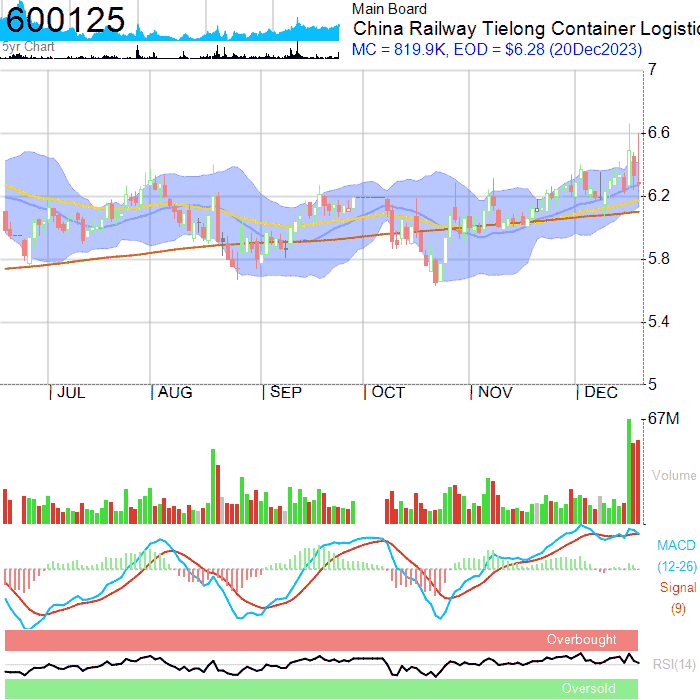 600125
5yr Chart
Main Board
China Railway Tielong Container Logistic
MC = 819.9K, EOD = $6.28 (20Dec2023)
7
6.6
6.2
5.8
5.4
5
JUL
AUG
SEP
OCT
NOV
DEC
67M
Volume
MACD
(12-26)
Signal
(9)
Overbought
RSI(14)
Oversold